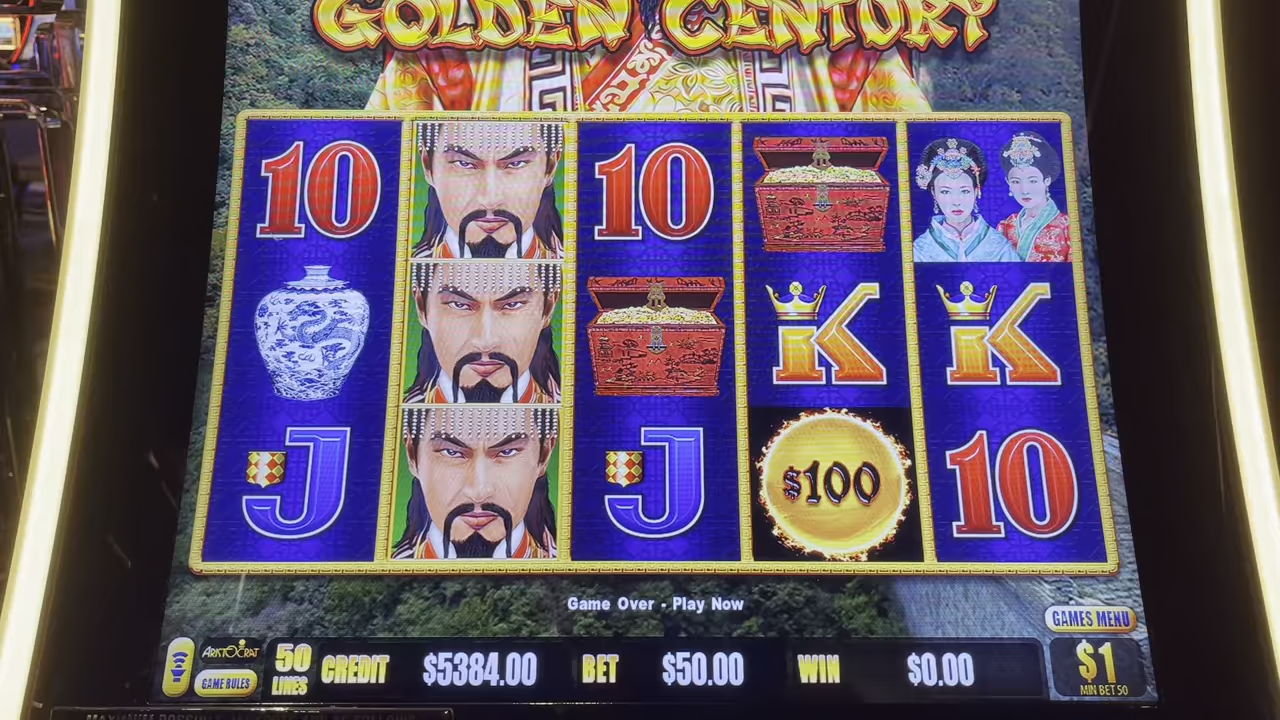 GOLDEN CENTURY
10 10
K K
J J $100 10
Game Over - Play Now
GAMES MENU
ARISTOCRAT
GAME RULES
50 LINES CREDIT $5384.00 BET $50.00 WIN $0.00
$1
MIN BET 50